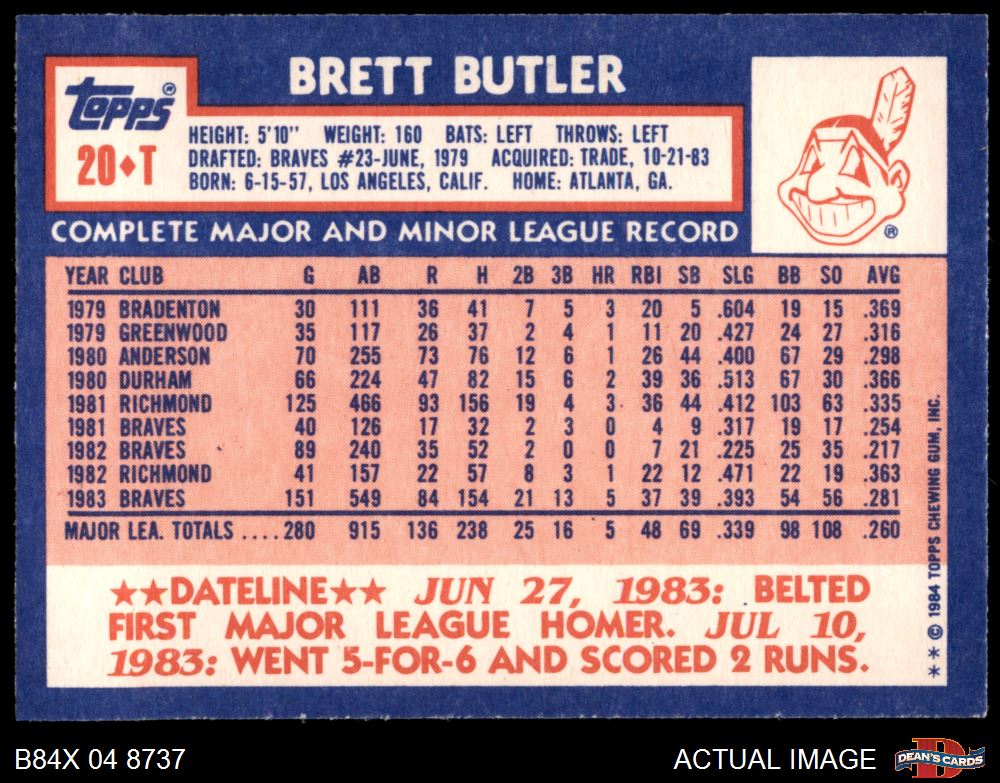 BRETT BUTLER
Topps®
20♦T
HEIGHT: 5'10" WEIGHT: 160 BATS: LEFT THROWS: LEFT
DRAFTED: BRAVES #23-JUNE, 1979 ACQUIRED: TRADE, 10-21-83
BORN: 6-15-57, LOS ANGELES, CALIF. HOME: ATLANTA, GA.
®
COMPLETE MAJOR AND MINOR LEAGUE RECORD
YEAR CLUB G AB R H 2B 3B HR RBI SB SLG BB SO AVG
1979 BRADENTON 30 111 36 41 7 5 3 20 5 .604 19 15 .369
1979 GREENWOOD 35 117 26 37 2 4 1 11 20 .427 24 27 .316
1980 ANDERSON 70 255 73 76 12 6 1 26 44 .400 67 29 .298
1980 DURHAM 66 224 47 82 15 6 2 39 36 .513 67 30 .366
1981 RICHMOND 125 466 93 156 19 4 3 36 44 .412 103 63 .335
1981 BRAVES 40 126 17 32 2 3 0 4 9 .317 19 17 .254
1982 BRAVES 89 240 35 52 2 0 0 7 21 .225 25 35 .217
1982 RICHMOND 41 157 22 57 8 3 1 22 12 .471 22 19 .363
1983 BRAVES 151 549 84 154 21 13 5 37 39 .393 54 56 .281
MAJOR LEA. TOTALS ....280 915 136 238 25 16 5 48 69 .339 98 108 .260
★★DATELINE★★ JUN 27, 1983: BELTED
FIRST MAJOR LEAGUE HOMER. JUL 10,
1983: WENT 5-FOR-6 AND SCORED 2 RUNS.
**© 1984 TOPPS CHEWING GUM, INC.
B84X 04 8737
ACTUAL IMAGE
D
DEAN'S CARDS